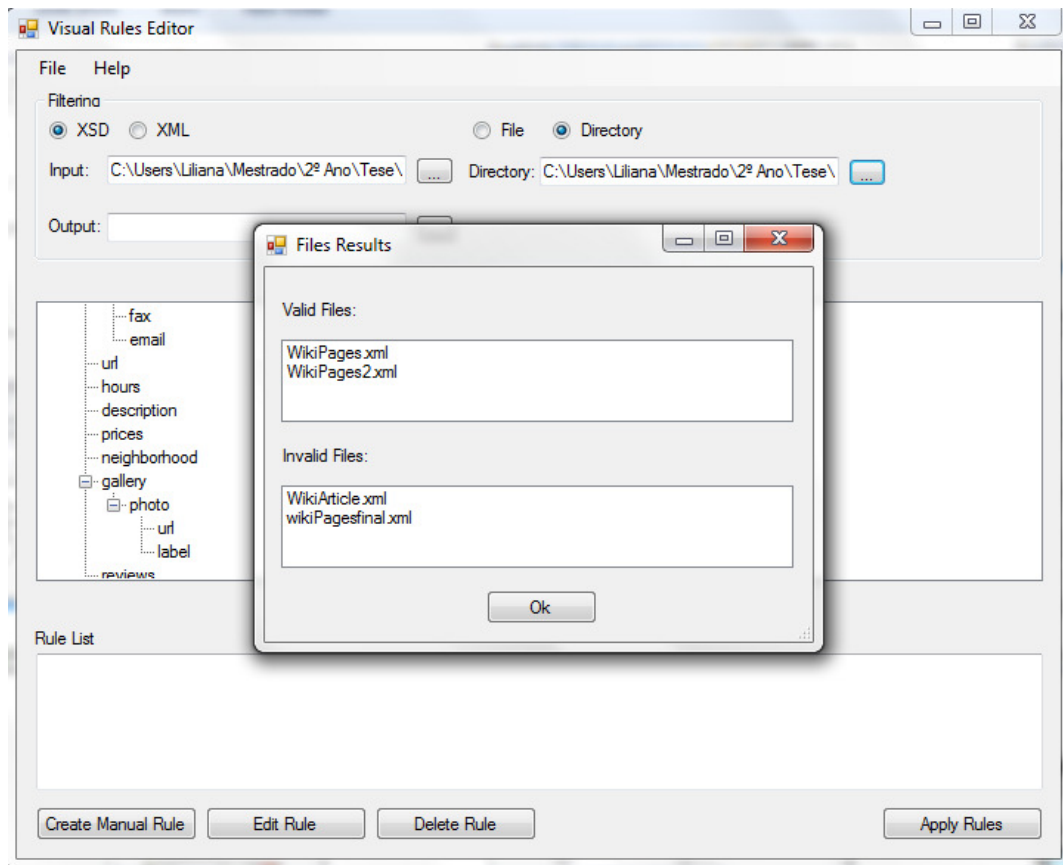 Visual Rules Editor
File Help
Filtering
XSD XML File Directory
Input: C:\Users\Liliana\Mestrado\2º Ano\Tese\ ... Directory: C:\Users\Liliana\Mestrado\2º Ano\Tese\ ...
Output:
Files Results
Valid Files:
WikiPages.xml
WikiPages2.xml
Invalid Files:
WikiArticle.xml
wikiPagesfinal.xml
Ok
fax
email
url
hours
description
prices
neighborhood
gallery
photo
url
label
reviews
Rule List
Create Manual Rule Edit Rule Delete Rule Apply Rules